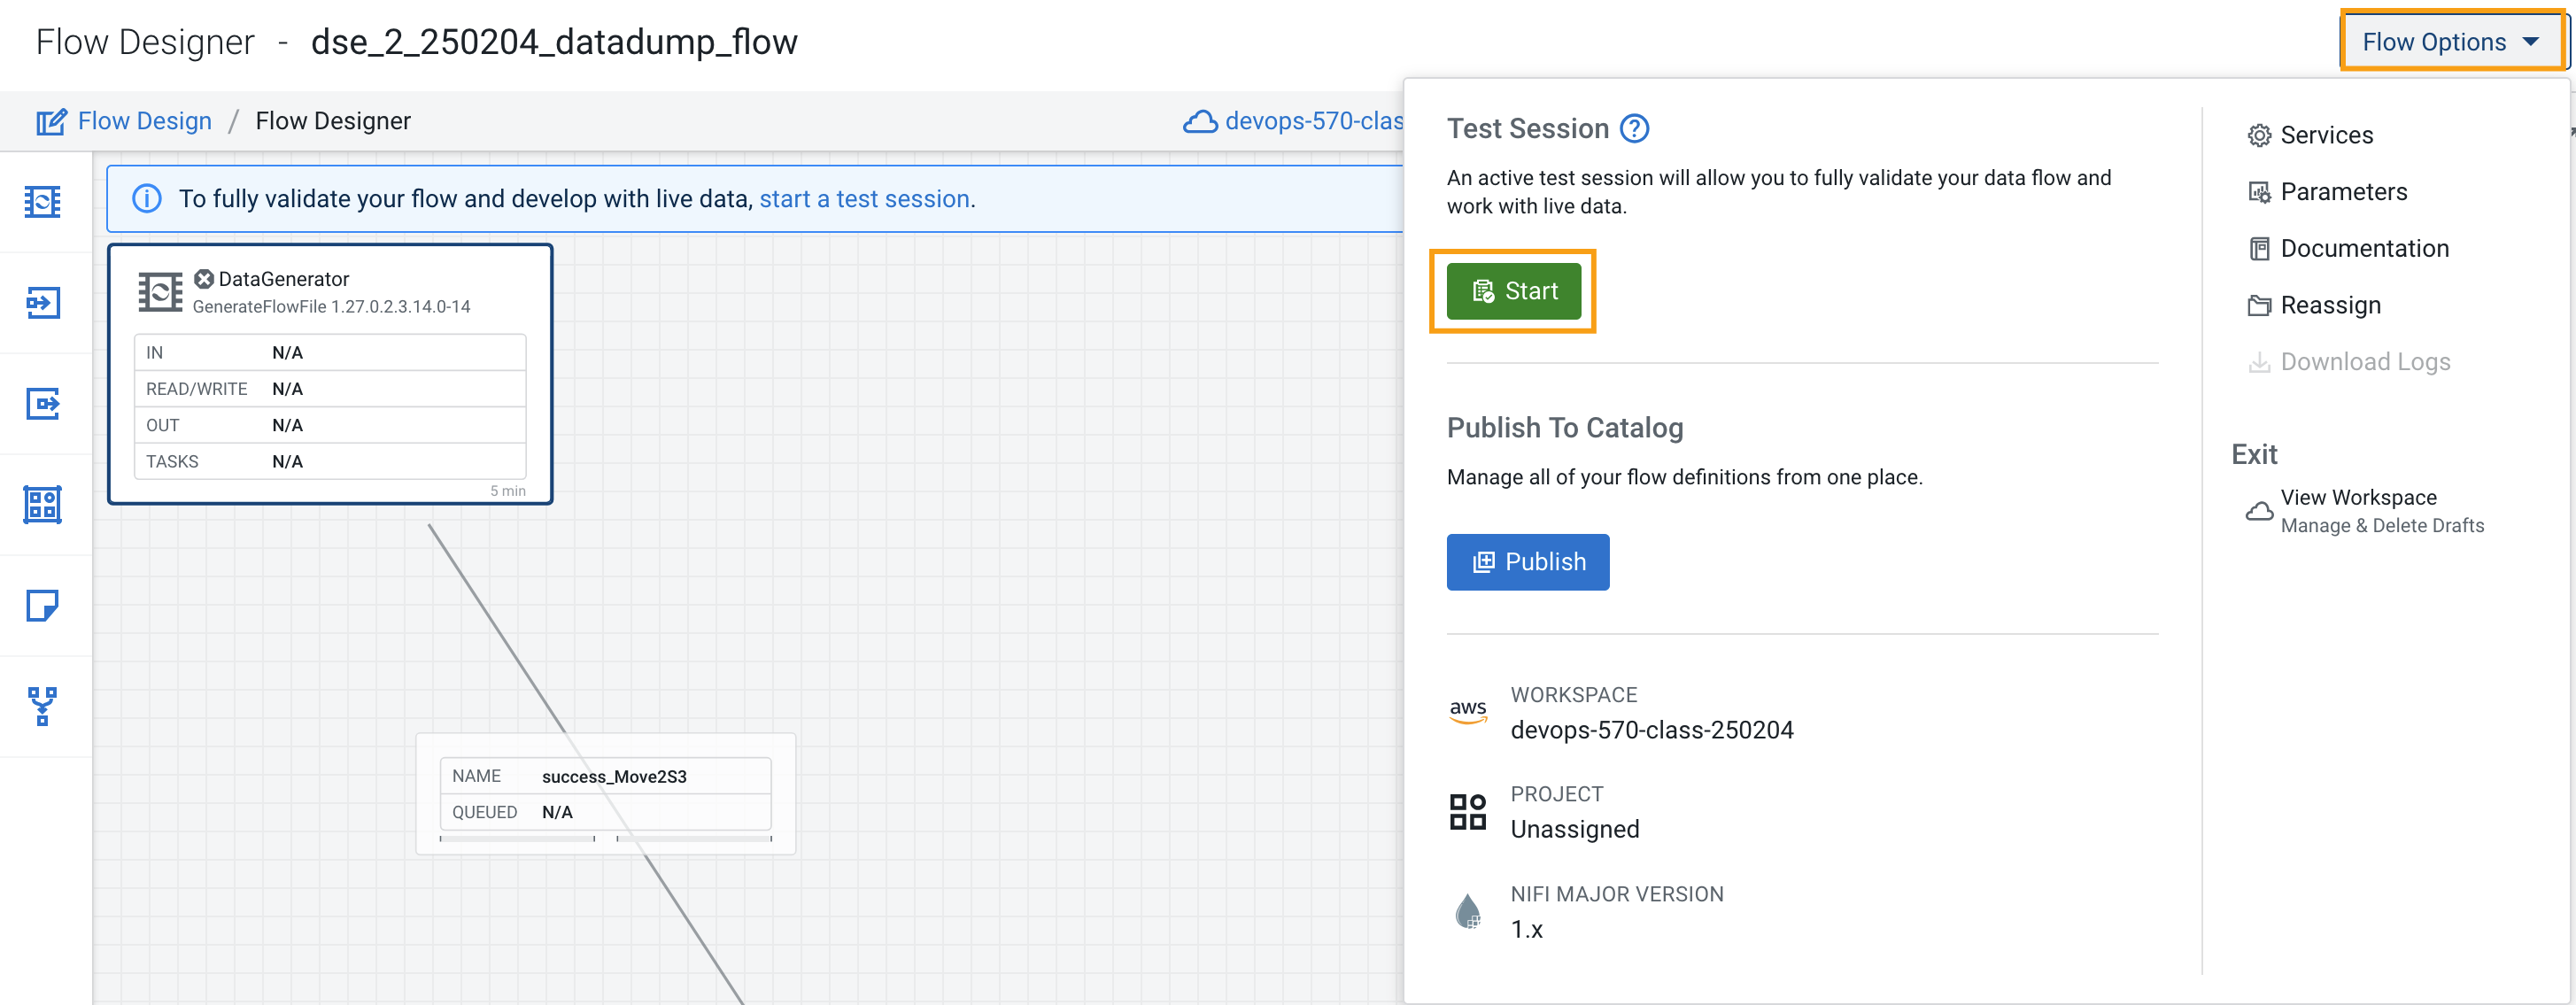 Flow Designer - dse_2_250204_datadump_flow
Flow Options
Flow Design / Flow Designer
devops-570-clas
To fully validate your flow and develop with live data, start a test session.
DataGenerator
GenerateFlowFile 1.27.0.2.3.14.0-14
IN N/A
READ/WRITE N/A
OUT N/A
TASKS N/A
5 min
NAME success_Move2S3
QUEUED N/A
Test Session
An active test session will allow you to fully validate your data flow and
work with live data.
Start
Publish To Catalog
Manage all of your flow definitions from one place.
Publish
aws
WORKSPACE
devops-570-class-250204
PROJECT
Unassigned
NIFI MAJOR VERSION
1.x
Services
Parameters
Documentation
Reassign
Download Logs
Exit
View Workspace
Manage & Delete Drafts